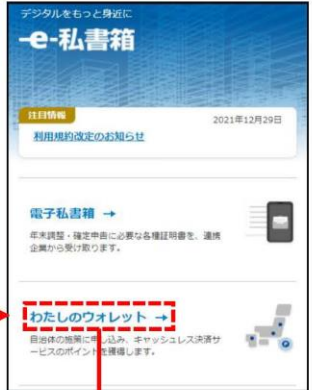 デジタルをもっと身近に
-e-私書箱
注目情報
2021年12月29日
利用規約改定のお知らせ
電子私書箱 →
年末調整・確定申告に必要な各種証明書を、連携
企業から受け取ります。
わたしのウォレット →
自治体の施策に申し込み、キャッシュレス決済サ
ービスのポイントを獲得します。